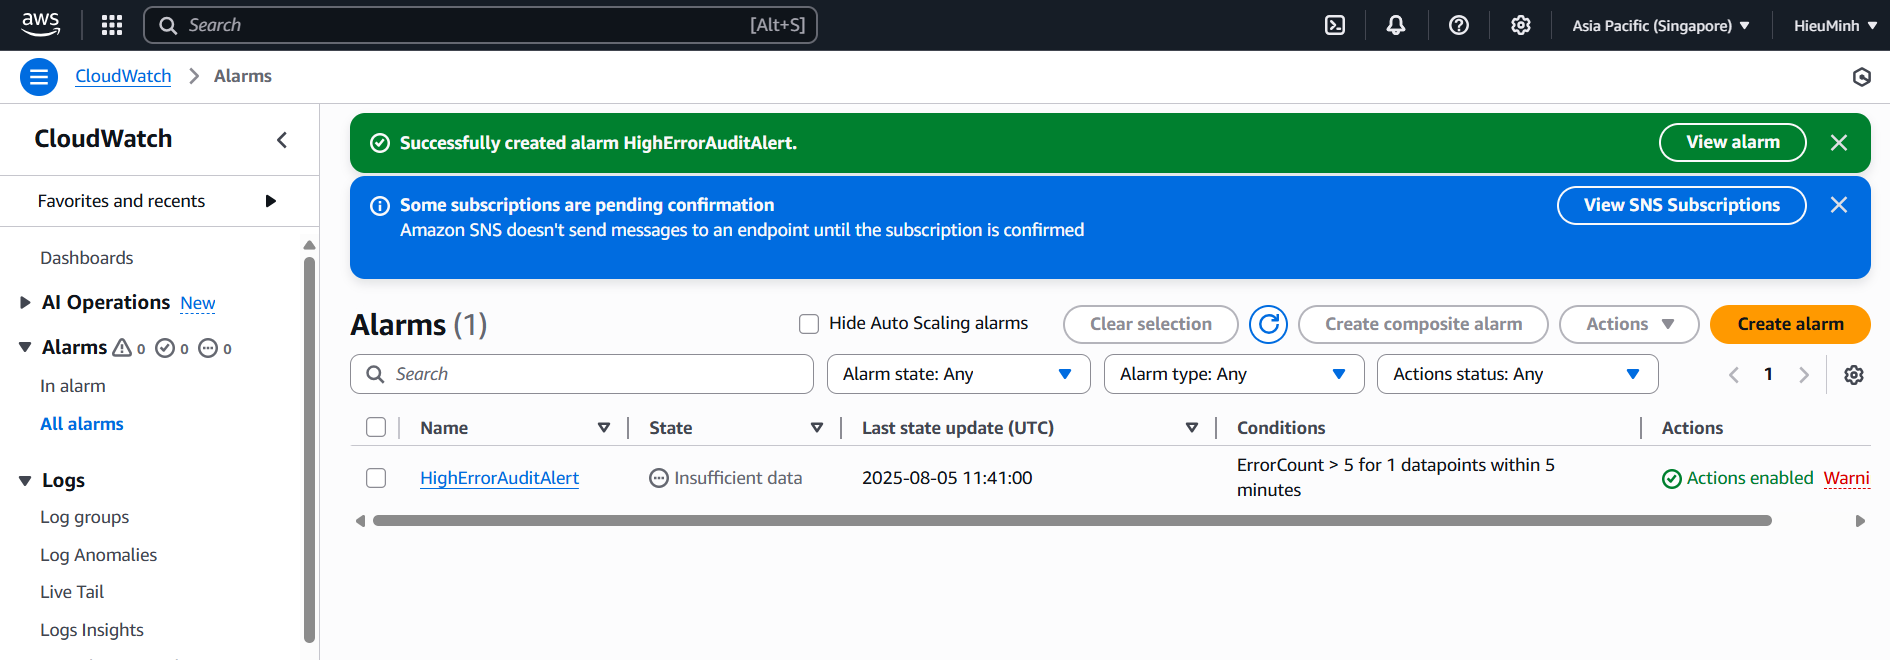 aws
Search [Alt+S]
Asia Pacific (Singapore)
HieuMinh
CloudWatch
Alarms
CloudWatch
Favorites and recents
Dashboards
AI Operations New
Alarms 0 0 0
In alarm
All alarms
Logs
Log groups
Log Anomalies
Live Tail
Logs Insights
Successfully created alarm HighErrorAuditAlert.
View alarm
Some subscriptions are pending confirmation
Amazon SNS doesn't send messages to an endpoint until the subscription is confirmed
View SNS Subscriptions
Alarms (1)
Hide Auto Scaling alarms
Clear selection
Create composite alarm
Actions
Create alarm
Search
Alarm state: Any
Alarm type: Any
Actions status: Any
1
Name
State
Last state update (UTC)
Conditions
Actions
HighErrorAuditAlert
Insufficient data
2025-08-05 11:41:00
ErrorCount > 5 for 1 datapoints within 5
minutes
Actions enabled
Warni